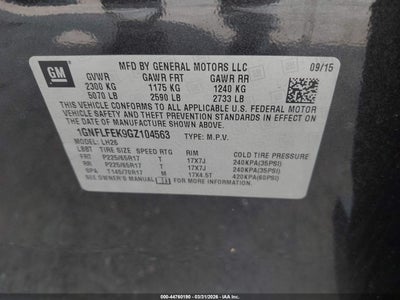 GM
MFD BY GENERAL MOTORS LLC 09/15
GVWR GAWR FRT GAWR RR
2300 KG 1175 KG 1240 KG
5070 LB 2590 LB 2733 LB
THIS VEHICLE CONFORMS TO ALL APPLICABLE U.S. FEDERAL MOTOR
VEHICLE SAFETY, BUMPER, AND THEFT PREVENTION STANDARDS IN
EFFECT ON THE DATE OF MANUFACTURE SHOWN ABOVE.
1GNFLFEK9GZ104563 TYPE: M.P.V.
MODEL: LH26
LBBT TIRE SIZE SPEED RTG RIM COLD TIRE PRESSURE
FRT P225/65R17 T 17X7J 240KPA(35PSI)
RR P225/65R17 T 17X7J 240KPA(35PSI)
SPA T145/70R17 M 17X4.5T 420KPA(60PSI)
SEE OWNER'S MANUAL
000-44760190 - 03/31/2026 - IAA, Inc.